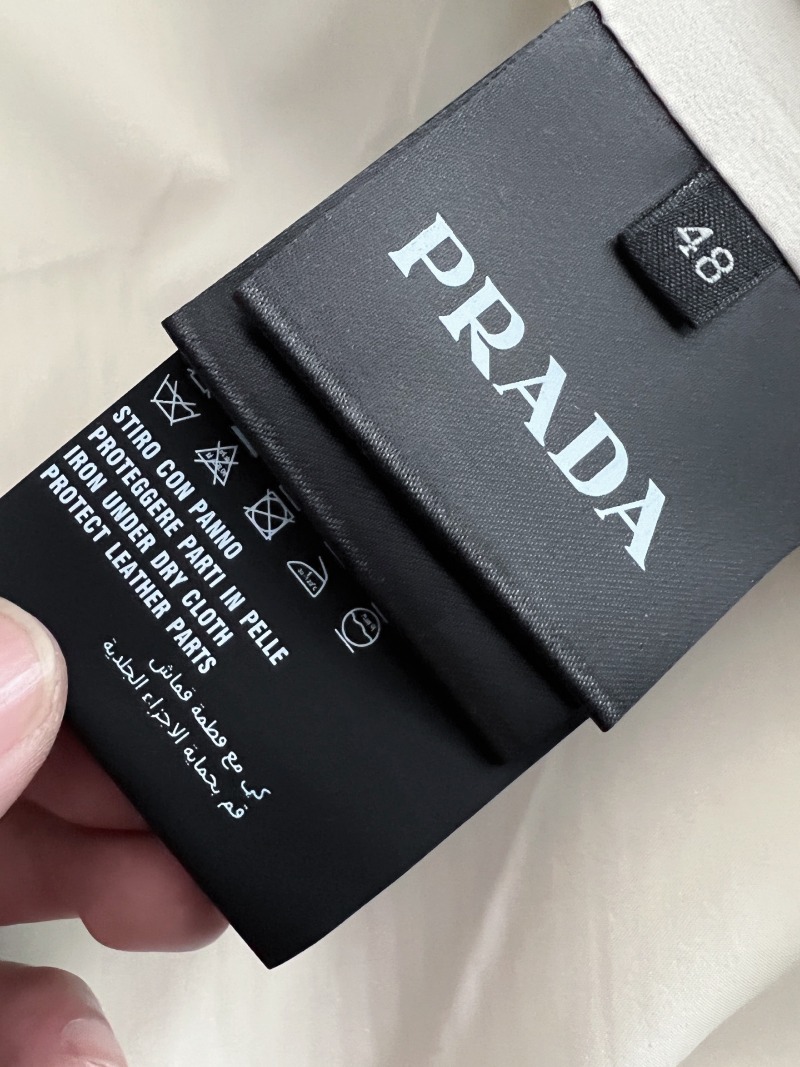 PRADA
48
STIRO CON PANNO
PROTEGGERE PARTI IN PELLE
IRON UNDER DRY CLOTH
PROTECT LEATHER PARTS
كي مع قطعة قماش
قم بحماية الاجزاء الجلدية